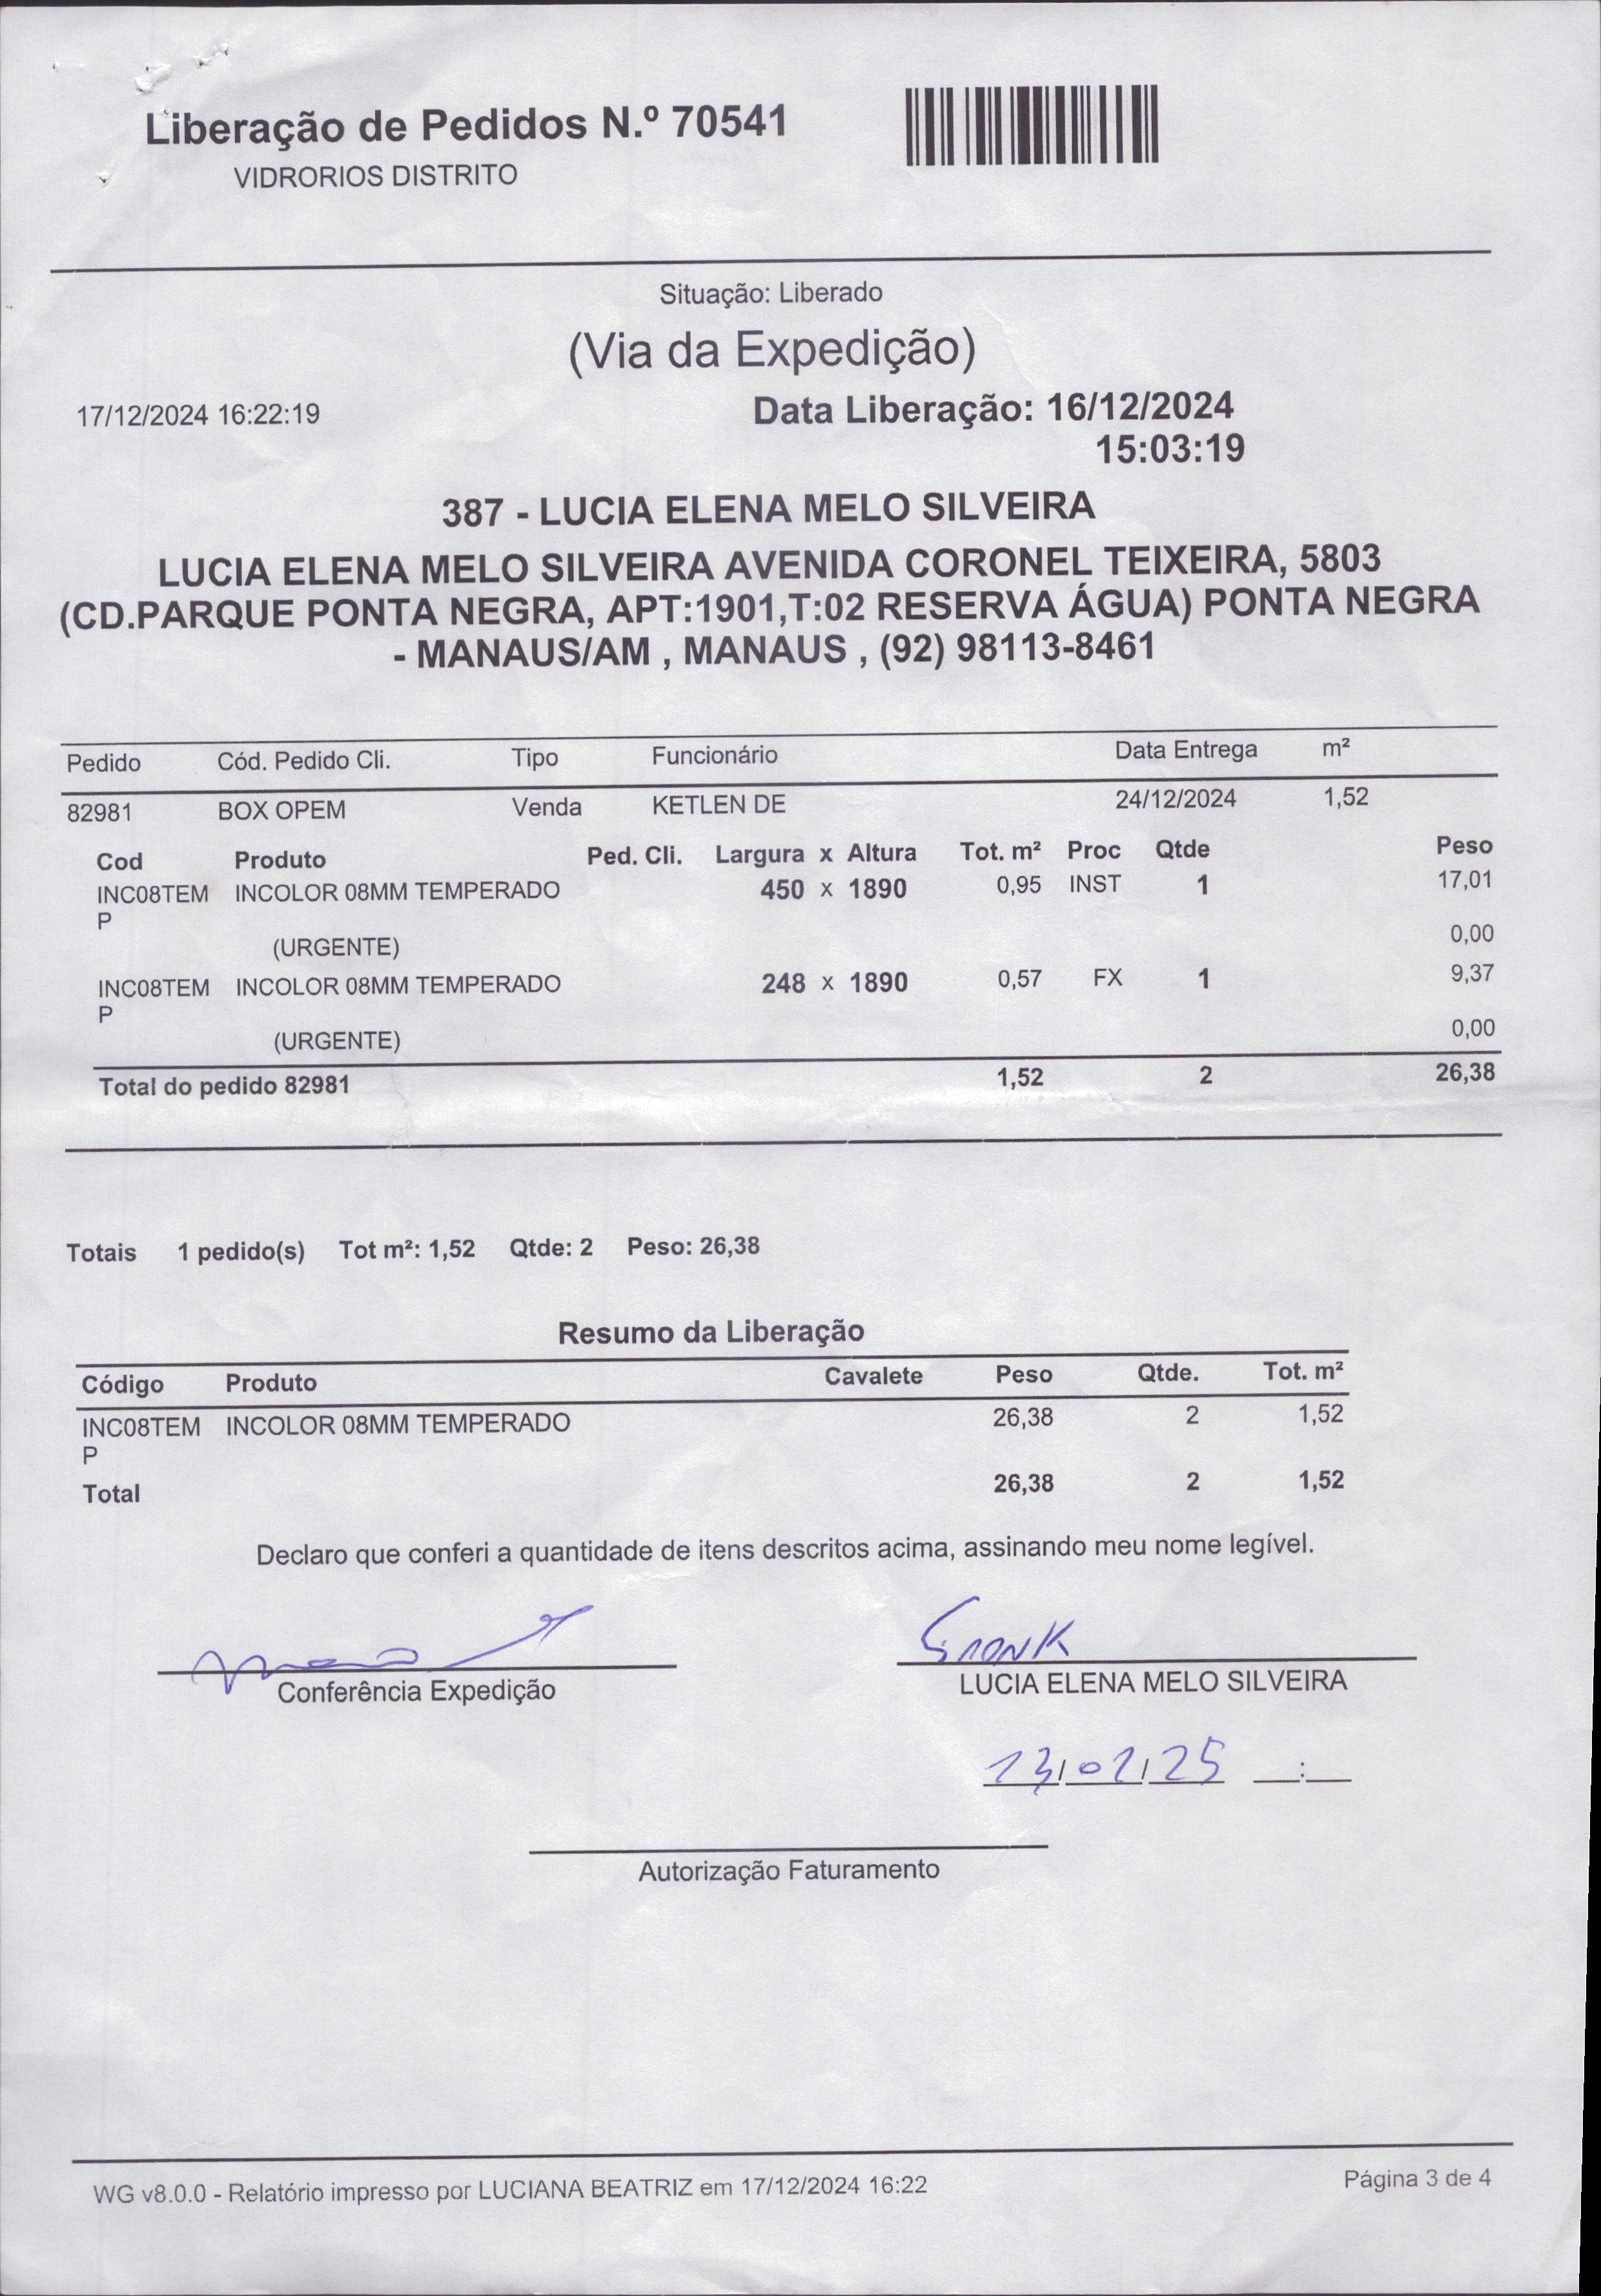 Liberação de Pedidos N.º 70541
VIDRORIOS DISTRITO
Situação: Liberado
(Via da Expedição)
17/12/2024 16:22:19
Data Liberação: 16/12/2024
15:03:19
387 - LUCIA ELENA MELO SILVEIRA
LUCIA ELENA MELO SILVEIRA AVENIDA CORONEL TEIXEIRA, 5803
(CD.PARQUE PONTA NEGRA, APT:1901,T:02 RESERVA ÁGUA) PONTA NEGRA
- MANAUS/AM , MANAUS , (92) 98113-8461
Pedido Cód. Pedido Cli. Tipo Funcionário Data Entrega m²
82981 BOX OPEM Venda KETLEN DE 24/12/2024 1,52
Cod Produto Ped. Cli. Largura x Altura Tot. m² Proc Qtde Peso
INC08TEM INCOLOR 08MM TEMPERADO 450 x 1890 0,95 INST 1 17,01
P
(URGENTE) 0,00
INC08TEM INCOLOR 08MM TEMPERADO 248 x 1890 0,57 FX 1 9,37
P
(URGENTE) 0,00
Total do pedido 82981 1,52 2 26,38
Totais 1 pedido(s) Tot m²: 1,52 Qtde: 2 Peso: 26,38
Resumo da Liberação
Código Produto Cavalete Peso Qtde. Tot. m²
INC08TEM INCOLOR 08MM TEMPERADO 26,38 2 1,52
P
Total 26,38 2 1,52
Declaro que conferi a quantidade de itens descritos acima, assinando meu nome legível.
Conferência Expedição
LUCIA ELENA MELO SILVEIRA
13/02/25 __:__
Autorização Faturamento
WG v8.0.0 - Relatório impresso por LUCIANA BEATRIZ em 17/12/2024 16:22
Página 3 de 4